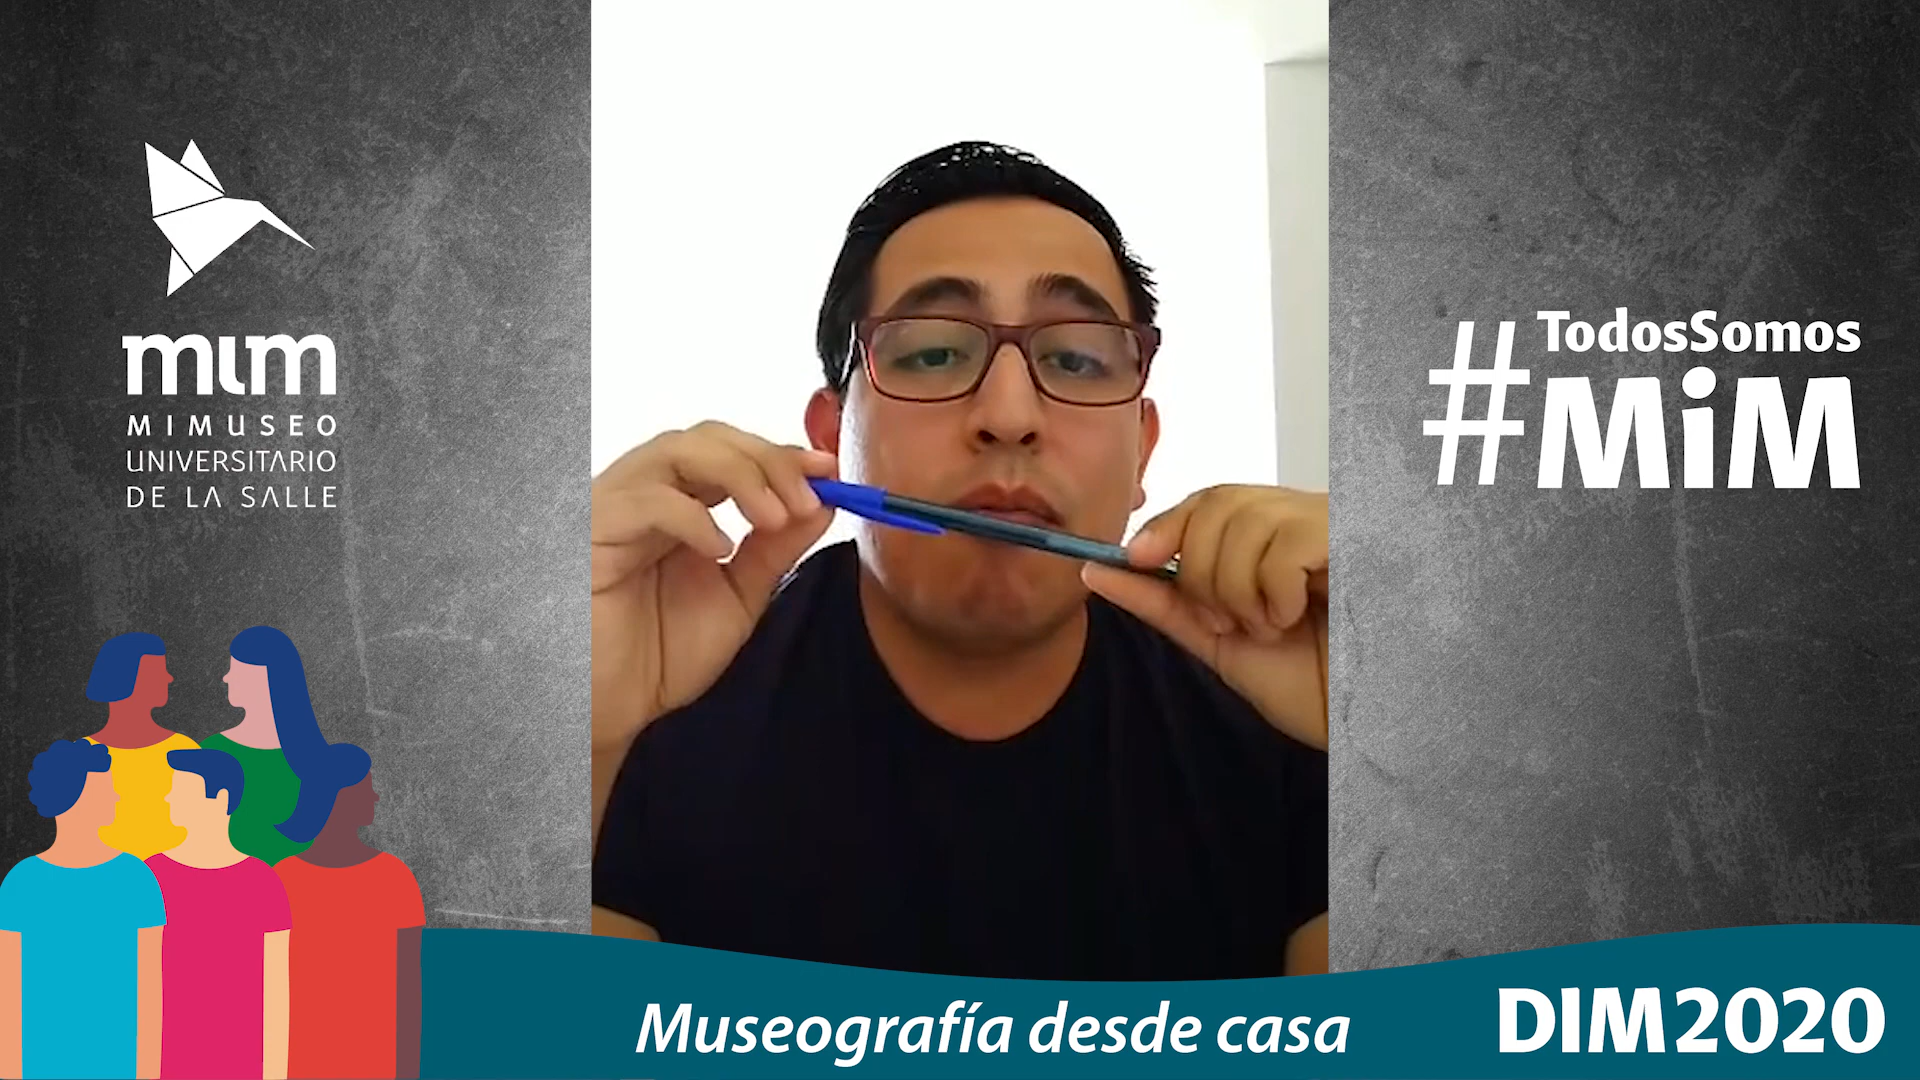 mim
MIMUSEO
UNIVERSITARIO
DE LA SALLE
#TodosSomos
MiM
Museografía desde casa
DIM2020